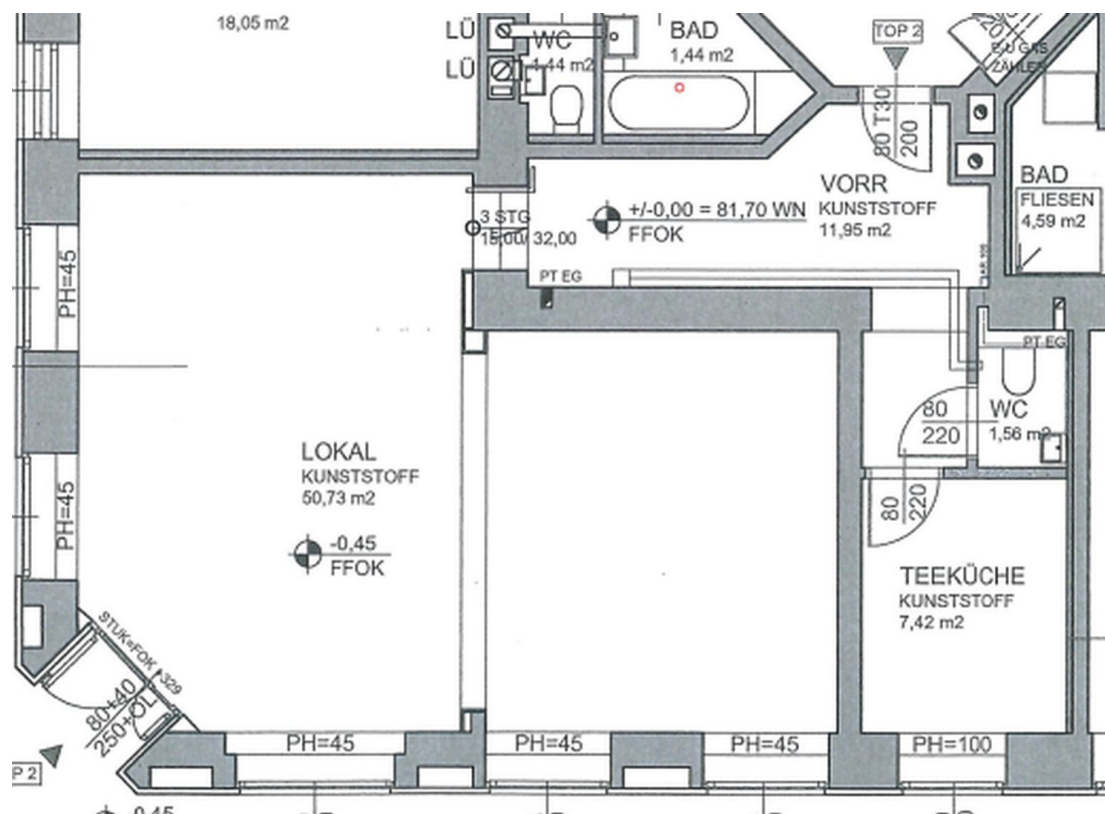 18,05 m2
LÜ
WC
1,44 m2
LÜ
BAD
1,44 m2
TOP 2
E-U GAS
ZÄHLER
80 T30
200
BAD
FLIESEN
4,59 m2
VORR
KUNSTSTOFF
11,95 m2
+/-0,00 = 81,70 WN
FFOK
3 STG
15,00/ 32,00
PT EG
PH=45
PT EG
80
220
WC
1,56 m2
LOKAL
KUNSTSTOFF
50,73 m2
PH=45
80
220
-0,45
FFOK
TEEKÜCHE
KUNSTSTOFF
7,42 m2
80+40
250+OL
P 2
PH=45
PH=45
PH=45
PH=100
-0,45